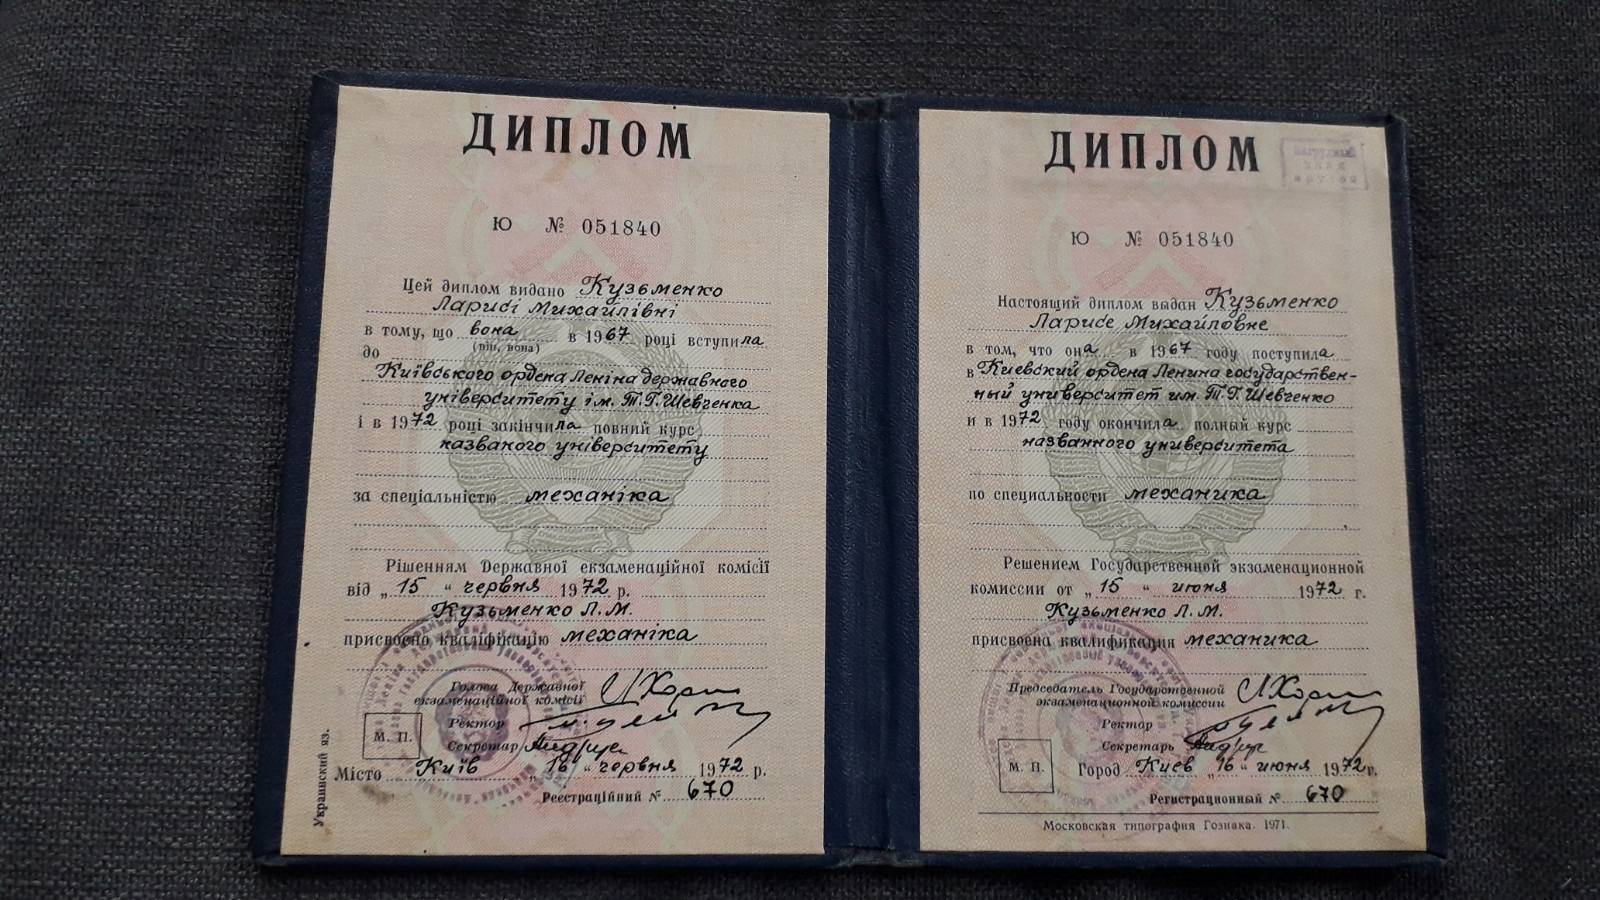 ДИПЛОМ
Ю № 051840
Цей диплом видано Кузьменко
Ларисі Михайлівні
в тому, що вона в 1967 році вступила
(він, вона)
до
Київського ордена Леніна державного
університету ім. Т.Г. Шевченка
і в 1972 році закінчила повний курс
названого університету
за спеціальністю механіка
Рішенням Державної екзаменаційної комісії
від „15 “ червня 1972 р.
Кузьменко Л. М.
присвоєно кваліфікацію механіка
Голова Державної
екзаменаційної комісії
Ректор
Секретар
М. П.
Місто Київ „16 “ червня 1972 р.
Реєстраційний № 670
Украинский яз.
ДИПЛОМ
Ю № 051840
Настоящий диплом выдан Кузьменко
Ларисе Михайловне
в том, что она в 1967 году поступила
в Киевский ордена Ленина государствен-
ный университет им. Т.Г. Шевченко
и в 1972 году окончила полный курс
названного университета
по специальности механика
Решением Государственной экзаменационной
комиссии от „15 “ июня 1972 г.
Кузьменко Л. М.
присвоена квалификация механика
Председатель Государственной
экзаменационной комиссии
Ректор
Секретарь
М. П.
Город Киев „16 “ июня 1972 г.
Регистрационный № 670
Московская типография Гознака. 1971.